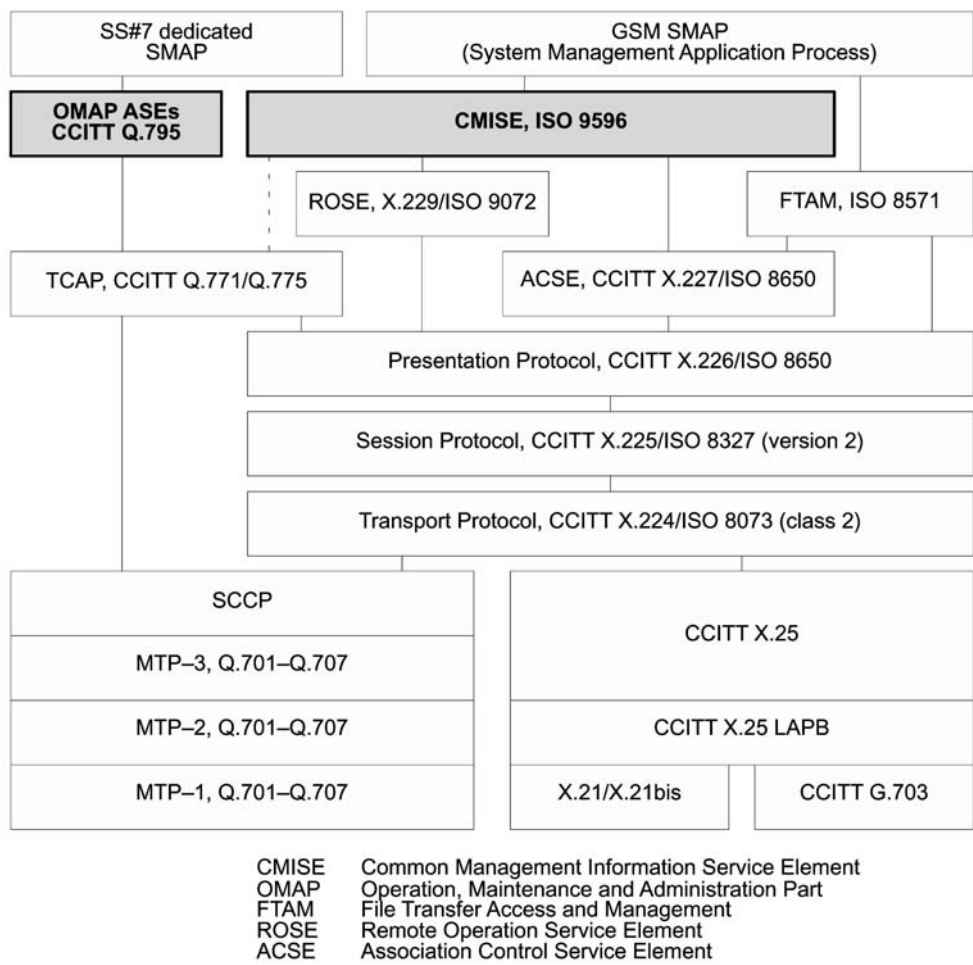 SS#7 dedicated
SMAP
GSM SMAP
(System Management Application Process)
OMAP ASEs
CCITT Q.795
CMISE, ISO 9596
ROSE, X.229/ISO 9072
FTAM, ISO 8571
TCAP, CCITT Q.771/Q.775
ACSE, CCITT X.227/ISO 8650
Presentation Protocol, CCITT X.226/ISO 8650
Session Protocol, CCITT X.225/ISO 8327 (version 2)
Transport Protocol, CCITT X.224/ISO 8073 (class 2)
SCCP
CCITT X.25
MTP–3, Q.701–Q.707
MTP–2, Q.701–Q.707
CCITT X.25 LAPB
MTP–1, Q.701–Q.707
X.21/X.21bis
CCITT G.703
CMISE Common Management Information Service Element
OMAP Operation, Maintenance and Administration Part
FTAM File Transfer Access and Management
ROSE Remote Operation Service Element
ACSE Association Control Service Element